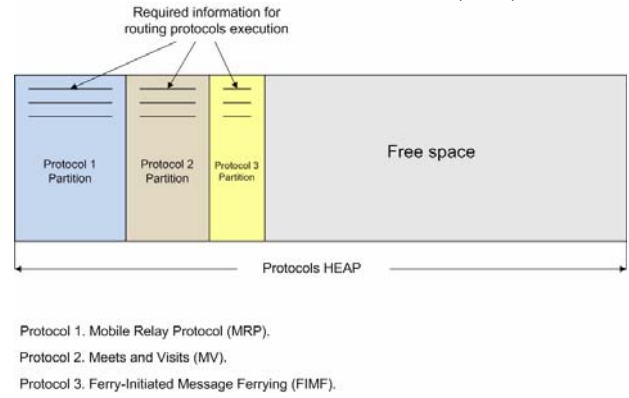 Required information for
routing protocols execution
Protocol 1
Partition
Protocol 2
Partition
Protocol 3
Partition
Free space
Protocols HEAP
Protocol 1. Mobile Relay Protocol (MRP).
Protocol 2. Meets and Visits (MV).
Protocol 3. Ferry-Initiated Message Ferrying (FIMF).